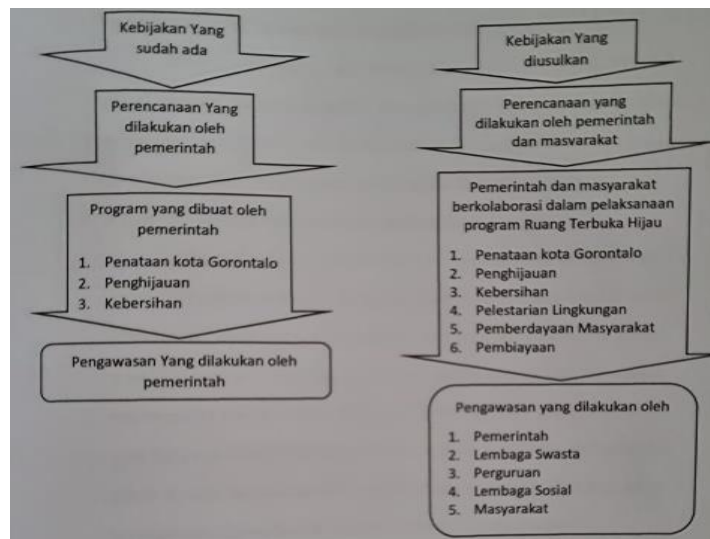 Kebijakan Yang
sudah ada
Perencanaan Yang
dilakukan oleh
pemerintah
Program yang dibuat oleh
pemerintah
1. Penataan kota Gorontalo
2. Penghijauan
3. Kebersihan
Pengawasan Yang dilakukan oleh
pemerintah
Kebijakan Yang
diusulkan
Perencanaan yang
dilakukan oleh pemerintah
dan masvarakat
Pemerintah dan masyarakat
berkolaborasi dalam pelaksanaan
program Ruang Terbuka Hijau
1. Penataan kota Gorontalo
2. Penghijauan
3. Kebersihan
4. Pelestarian Lingkungan
5. Pemberdayaan Masyarakat
6. Pembiayaan
Pengawasan yang dilakukan oleh
1. Pemerintah
2. Lembaga Swasta
3. Perguruan
4. Lembaga Sosial
5. Masyarakat